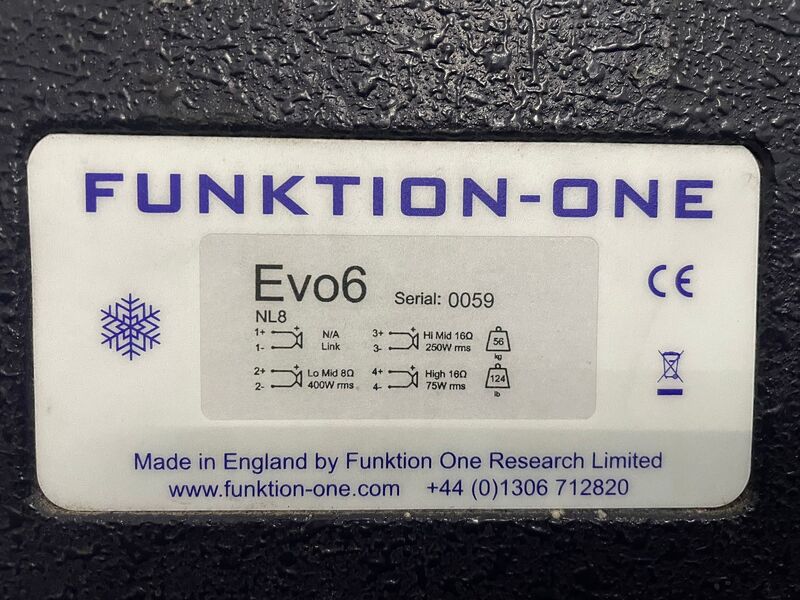 FUNKTION-ONE
Evo6 Serial: 0059
CE
NL8
1+ + N/A 3+ + Hi Mid 16Ω
1- Link 3- 250W rms 56
kg
2+ + Lo Mid 8Ω 4+ + High 16Ω
2- 400W rms 4- 75W rms 124
lb
Made in England by Funktion One Research Limited
www.funktion-one.com +44 (0)1306 712820